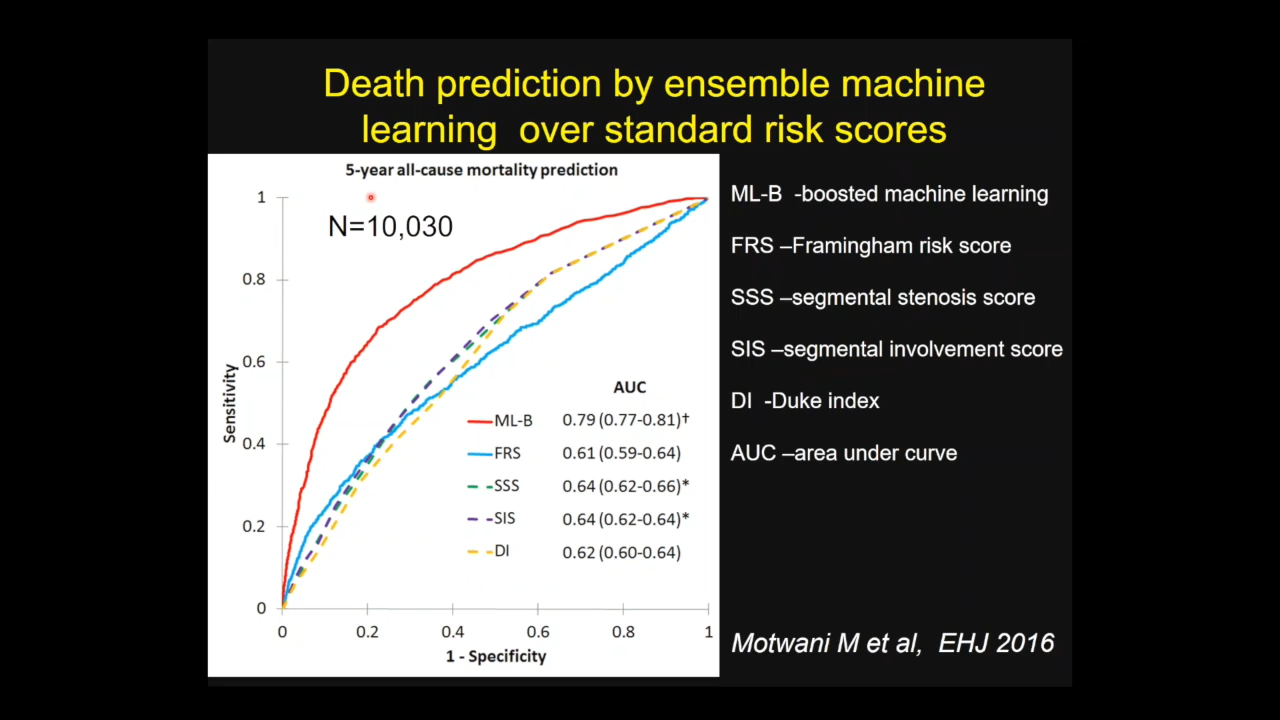 Death prediction by ensemble machine
learning over standard risk scores
5-year all-cause mortality prediction
N=10,030
1
0.8
0.6
0.4
0.2
0
Sensitivity
0 0.2 0.4 0.6 0.8 1
1 - Specificity
AUC
ML-B 0.79 (0.77-0.81)†
FRS 0.61 (0.59-0.64)
SSS 0.64 (0.62-0.66)*
SIS 0.64 (0.62-0.64)*
DI 0.62 (0.60-0.64)
ML-B -boosted machine learning
FRS –Framingham risk score
SSS –segmental stenosis score
SIS –segmental involvement score
DI -Duke index
AUC –area under curve
Motwani M et al, EHJ 2016